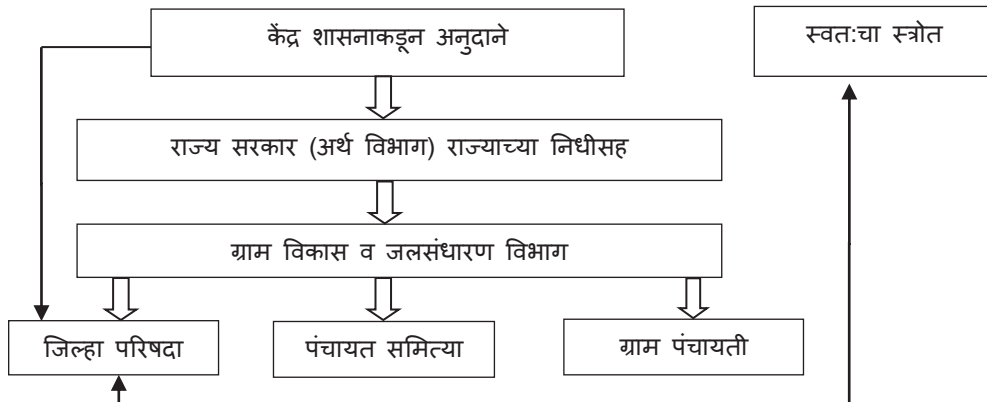 केंद्र शासनाकडून अनुदाने
स्वत:चा स्त्रोत
राज्य सरकार (अर्थ विभाग) राज्याच्या निधीसह
ग्राम विकास व जलसंधारण विभाग
जिल्हा परिषदा
पंचायत समित्या
ग्राम पंचायती